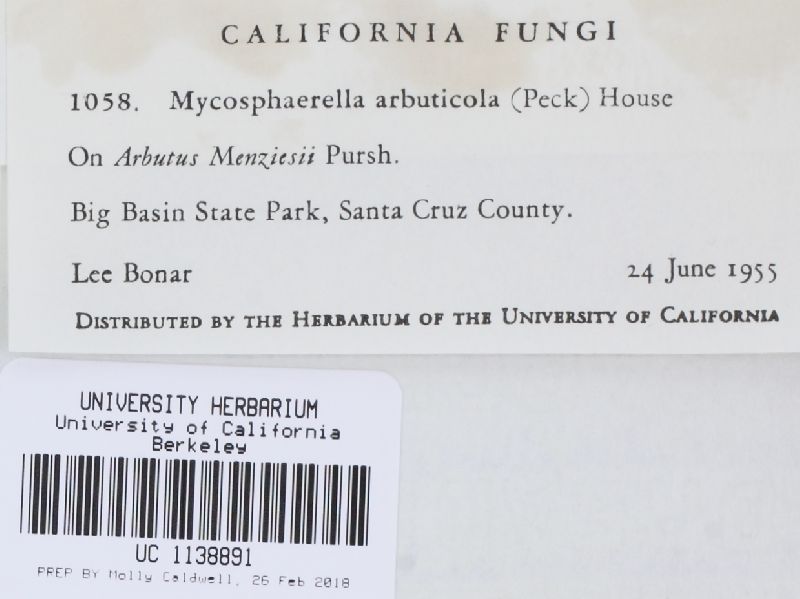 CALIFORNIA FUNGI
1058. Mycosphaerella arbuticola (Peck) House
On Arbutus Menziesii Pursh.
Big Basin State Park, Santa Cruz County.
Lee Bonar 24 June 1955
DISTRIBUTED BY THE HERBARIUM OF THE UNIVERSITY OF CALIFORNIA
UNIVERSITY HERBARIUM
University of California
Berkeley
UC 1138891
PREP BY Molly Caldwell, 26 Feb 2018